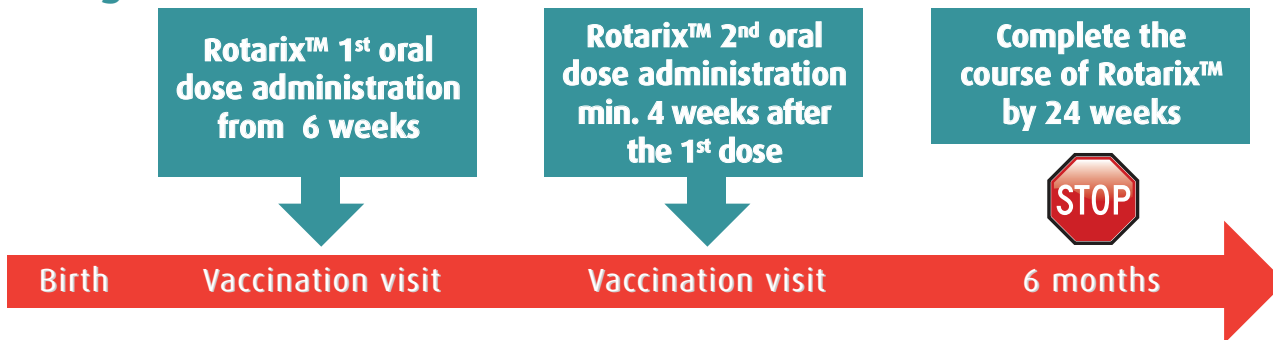 Rotarix™ 1st oral
dose administration
from 6 weeks
Rotarix™ 2nd oral
dose administration
min. 4 weeks after
the 1st dose
Complete the
course of Rotarix™
by 24 weeks
STOP
Birth
Vaccination visit
Vaccination visit
6 months